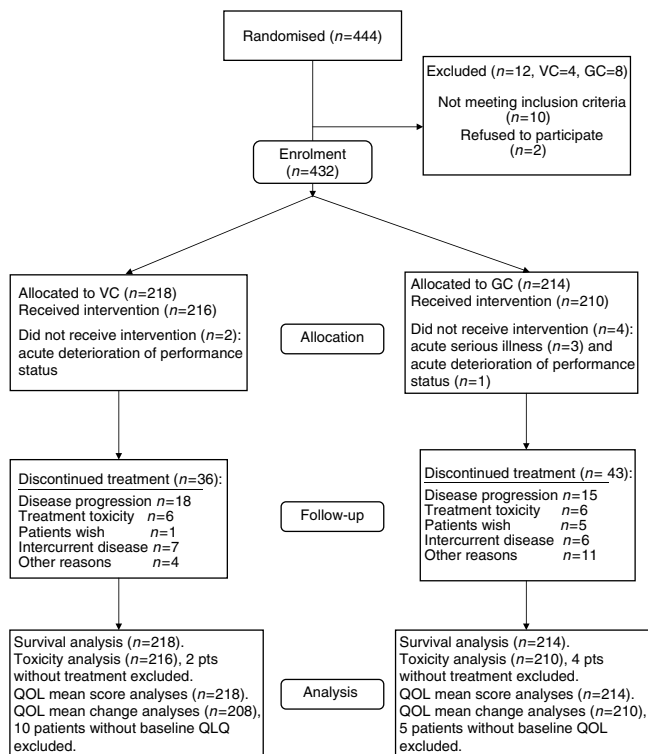 Randomised (n=444)
Excluded (n=12, VC=4, GC=8)
Not meeting inclusion criteria
(n=10)
Refused to participate
(n=2)
Enrolment
(n=432)
Allocated to VC (n=218)
Received intervention (n=216)
Did not receive intervention (n=2):
acute deterioration of performance
status
Allocation
Allocated to GC (n=214)
Received intervention (n=210)
Did not receive intervention (n=4):
acute serious illness (n=3) and
acute deterioration of performance
status (n=1)
Discontinued treatment (n=36):
Disease progression n=18
Treatment toxicity n=6
Patients wish n=1
Intercurrent disease n=7
Other reasons n=4
Follow-up
Discontinued treatment (n= 43):
Disease progression n=15
Treatment toxicity n=6
Patients wish n=5
Intercurrent disease n=6
Other reasons n=11
Survival analysis (n=218).
Toxicity analysis (n=216), 2 pts
without treatment excluded.
QOL mean score analyses (n=218).
QOL mean change analyses (n=208),
10 patients without baseline QLQ
excluded.
Analysis
Survival analysis (n=214).
Toxicity analysis (n=210), 4 pts
without treatment excluded.
QOL mean score analyses (n=214).
QOL mean change analyses (n=210),
5 patients without baseline QOL
excluded.